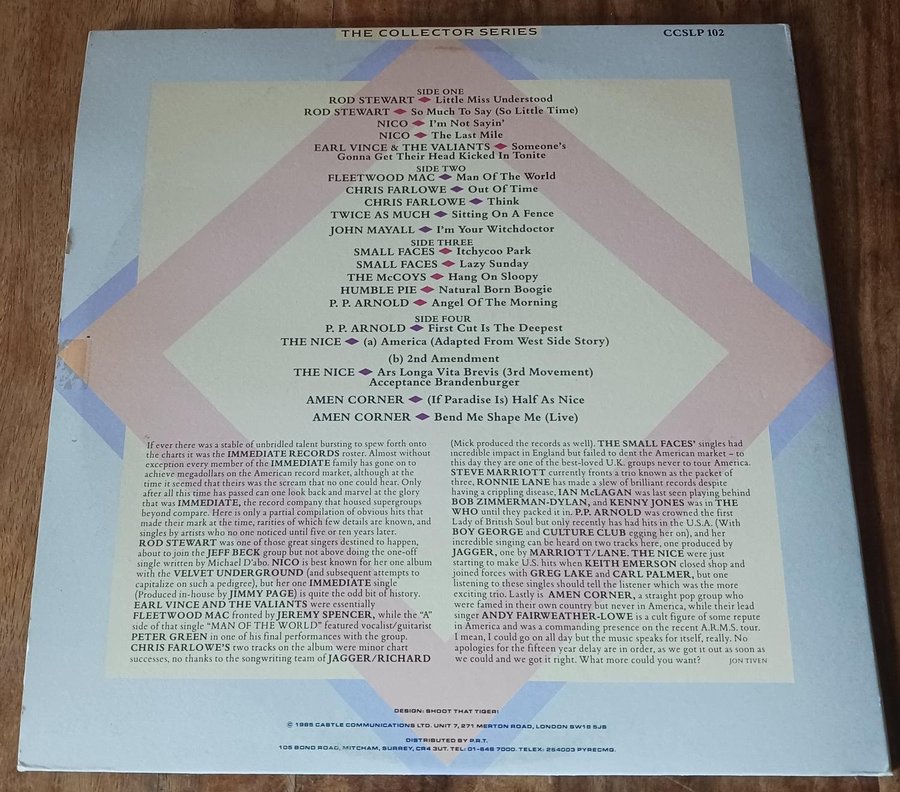 THE COLLECTOR SERIES
CCSLP 102
SIDE ONE
ROD STEWART ◆ Little Miss Understood
ROD STEWART ◆ So Much To Say (So Little Time)
NICO ◆ I'm Not Sayin'
NICO ◆ The Last Mile
EARL VINCE & THE VALIANTS ◆ Someone's
Gonna Get Their Head Kicked In Tonite
SIDE TWO
FLEETWOOD MAC ◆ Man Of The World
CHRIS FARLOWE ◆ Out Of Time
CHRIS FARLOWE ◆ Think
TWICE AS MUCH ◆ Sitting On A Fence
JOHN MAYALL ◆ I'm Your Witchdoctor
SIDE THREE
SMALL FACES ◆ Itchycoo Park
SMALL FACES ◆ Lazy Sunday
THE McCOYS ◆ Hang On Sloopy
HUMBLE PIE ◆ Natural Born Boogie
P. P. ARNOLD ◆ Angel Of The Morning
SIDE FOUR
P. P. ARNOLD ◆ First Cut Is The Deepest
THE NICE ◆ (a) America (Adapted From West Side Story)
(b) 2nd Amendment
THE NICE ◆ Ars Longa Vita Brevis (3rd Movement)
Acceptance Brandenburger
AMEN CORNER ◆ (If Paradise Is) Half As Nice
AMEN CORNER ◆ Bend Me Shape Me (Live)
If ever there was a stable of unbridled talent bursting to spew forth onto
the charts it was the IMMEDIATE RECORDS roster. Almost without
exception every member of the IMMEDIATE family has gone on to
achieve megadollars on the American record market, although at the
time it seemed that theirs was the scream that no one could hear. Only
after all this time has passed can one look back and marvel at the glory
that was IMMEDIATE, the record company that housed supergroups
beyond compare. Here is only a partial compilation of obvious hits that
made their mark at the time, rarities of which few details are known, and
singles by artists who no one noticed until five or ten years later.
ROD STEWART was one of those great singers destined to happen,
about to join the JEFF BECK group but not above doing the one-off
single written by Michael D'abo. NICO is best known for her one album
with the VELVET UNDERGROUND (and subsequent attempts to
capitalize on such a pedigree), but her one IMMEDIATE single
(Produced in-house by JIMMY PAGE) is quite the odd bit of history.
EARL VINCE AND THE VALIANTS were essentially
FLEETWOOD MAC fronted by JEREMY SPENCER, while the "A"
side of that single "MAN OF THE WORLD" featured vocalist/guitarist
PETER GREEN in one of his final performances with the group.
CHRIS FARLOWE'S two tracks on the album were minor chart
successes, no thanks to the songwriting team of JAGGER/RICHARD
(Mick produced the records as well). THE SMALL FACES' singles had
incredible impact in England but failed to dent the American market – to
this day they are one of the best-loved U.K. groups never to tour America.
STEVE MARRIOTT currently fronts a trio known as the packet of
three, RONNIE LANE has made a slew of brilliant records despite
having a crippling disease, IAN McLAGAN was last seen playing behind
BOB ZIMMERMAN-DYLAN, and KENNY JONES was in THE
WHO until they packed it in. P.P. ARNOLD was crowned the first
Lady of British Soul but only recently has had hits in the U.S.A. (With
BOY GEORGE and CULTURE CLUB egging her on), and her
incredible singing can be heard on two tracks here, one produced by
JAGGER, one by MARRIOTT/LANE. THE NICE were just
starting to make U.S. hits when KEITH EMERSON closed shop and
joined forces with GREG LAKE and CARL PALMER, but one
listening to these singles should tell the listener which was the more
exciting trio. Lastly is AMEN CORNER, a straight pop group who
were famed in their own country but never in America, while their lead
singer ANDY FAIRWEATHER-LOWE is a cult figure of some repute
in America and was a commanding presence on the recent A.R.M.S. tour.
I mean, I could go on all day but the music speaks for itself, really. No
apologies for the fifteen year delay are in order, as we got it out as soon as
we could and we got it right. What more could you want? JON TIVEN
DESIGN: SHOOT THAT TIGER!
© 1985 CASTLE COMMUNICATIONS LTD. UNIT 7, 271 MERTON ROAD, LONDON SW18 5JS
DISTRIBUTED BY P.R.T.
105 BOND ROAD, MITCHAM, SURREY, CR4 3UT. TEL: 01-648 7000. TELEX: 264003 PYRECMG.